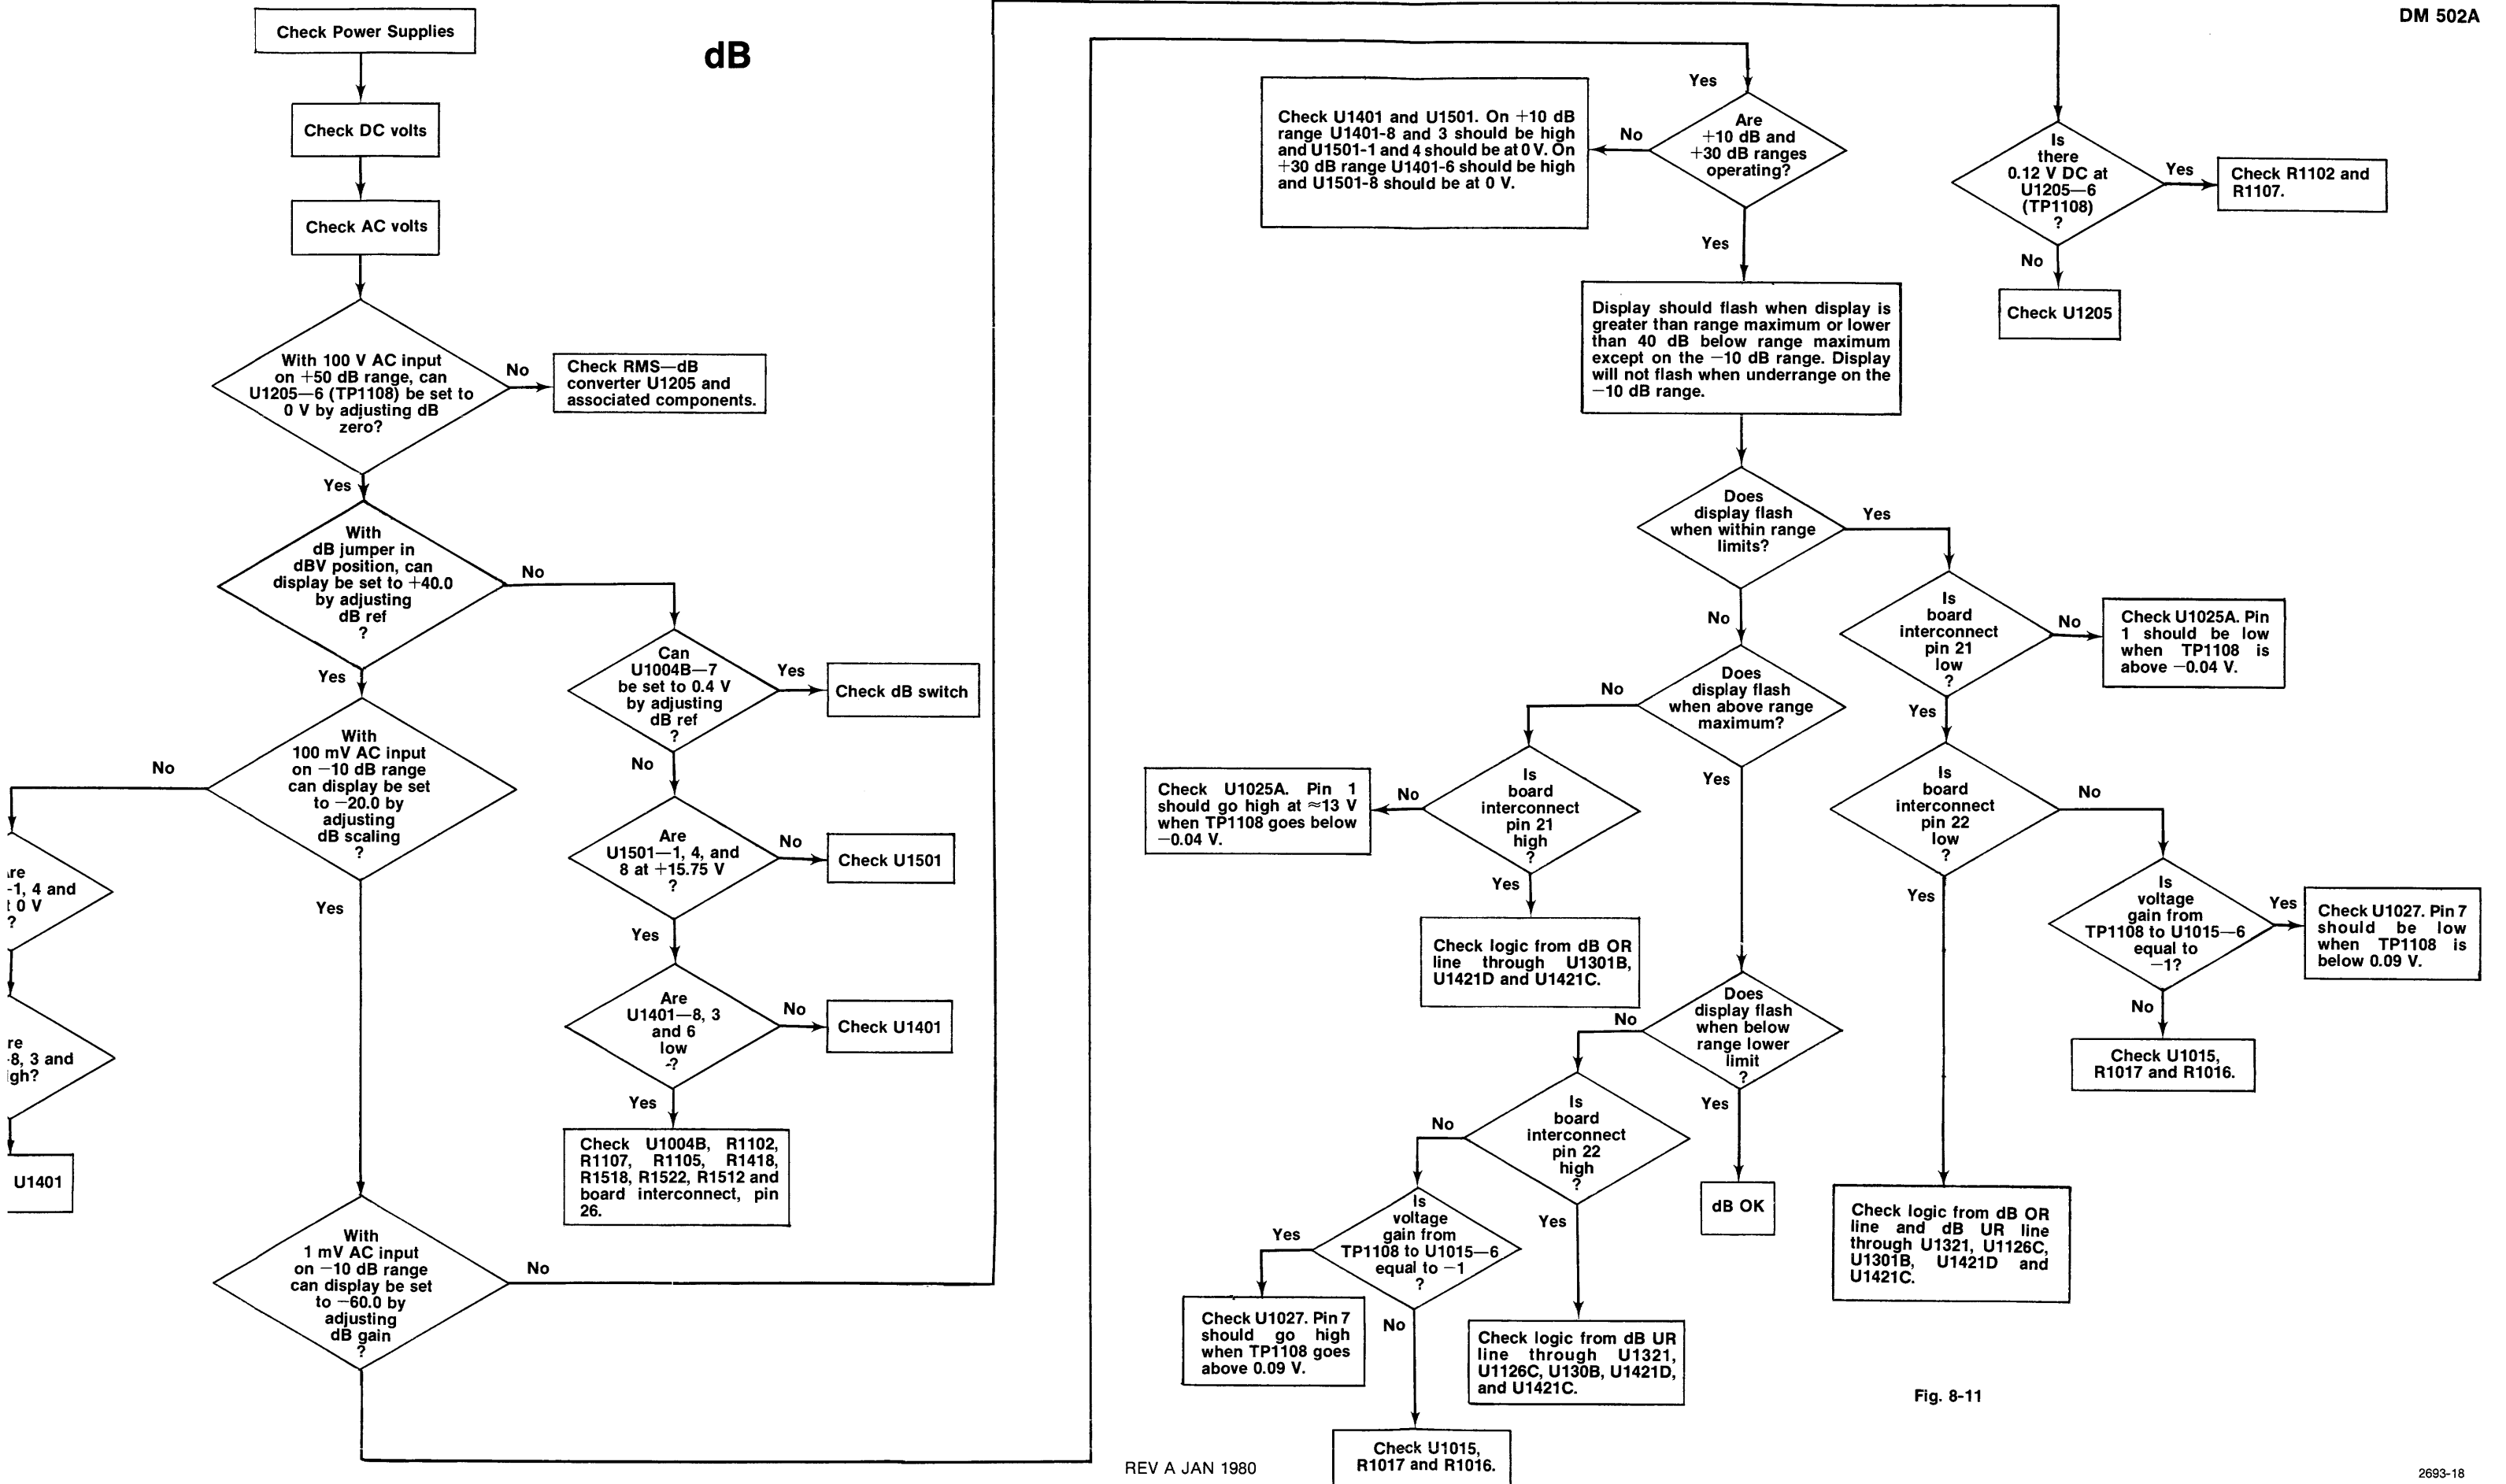 DM 502A
dB
Check Power Supplies
Check DC volts
Check AC volts
With 100 V AC input
on +50 dB range, can
U1205—6 (TP1108) be set to
0 V by adjusting dB
zero?
No
Check RMS—dB
converter U1205 and
associated components.
Yes
With
dB jumper in
dBV position, can
display be set to +40.0
by adjusting
dB ref
?
No
Can
U1004B—7
be set to 0.4 V
by adjusting
dB ref
?
Yes
Check dB switch
No
Are
U1501—1, 4, and
8 at +15.75 V
?
No
Check U1501
Yes
Are
U1401—8, 3
and 6
low
?
No
Check U1401
Yes
Check U1004B, R1102,
R1107, R1105, R1418,
R1518, R1522, R1512 and
board interconnect, pin
26.
Yes
With
100 mV AC input
on —10 dB range
can display be set
to —20.0 by
adjusting
dB scaling
?
No
-1, 4 and
0 V
?
8, 3 and
U1401
Yes
With
1 mV AC input
on —10 dB range
can display be set
to —60.0 by
adjusting
dB gain
?
No
Yes
Are
+10 dB and
+30 dB ranges
operating?
No
Check U1401 and U1501. On +10 dB
range U1401-8 and 3 should be high
and U1501-1 and 4 should be at 0 V. On
+30 dB range U1401-6 should be high
and U1501-8 should be at 0 V.
Yes
Is
there
0.12 V DC at
U1205—6
(TP1108)
?
Yes
Check R1102 and
R1107.
No
Check U1205
Display should flash when display is
greater than range maximum or lower
than 40 dB below range maximum
except on the —10 dB range. Display
will not flash when underrange on the
—10 dB range.
Does
display flash
when within range
limits?
Yes
Is
board
interconnect
pin 21
low
?
No
Check U1025A. Pin
1 should be low
when TP1108 is
above —0.04 V.
Yes
Is
board
interconnect
pin 22
low
?
No
Is
voltage
gain from
TP1108 to U1015—6
equal to
—1?
Yes
Check U1027. Pin 7
should be low
when TP1108 is
below 0.09 V.
No
Check U1015,
R1017 and R1016.
Yes
Check logic from dB OR
line and dB UR line
through U1321, U1126C,
U1301B, U1421D and
U1421C.
No
Does
display flash
when above range
maximum?
No
Is
board
interconnect
pin 21
high
?
No
Check U1025A. Pin 1
should go high at ≈13 V
when TP1108 goes below
—0.04 V.
Yes
Check logic from dB OR
line through U1301B,
U1421D and U1421C.
Yes
Does
display flash
when below
range lower
limit
?
No
Is
board
interconnect
pin 22
high
?
No
Is
voltage
gain from
TP1108 to U1015—6
equal to —1
?
Yes
Check U1027. Pin 7
should go high
when TP1108 goes
above 0.09 V.
No
Check U1015,
R1017 and R1016.
Yes
Check logic from dB UR
line through U1321,
U1126C, U130B, U1421D,
and U1421C.
Yes
dB OK
Fig. 8-11
REV A JAN 1980
2693-18